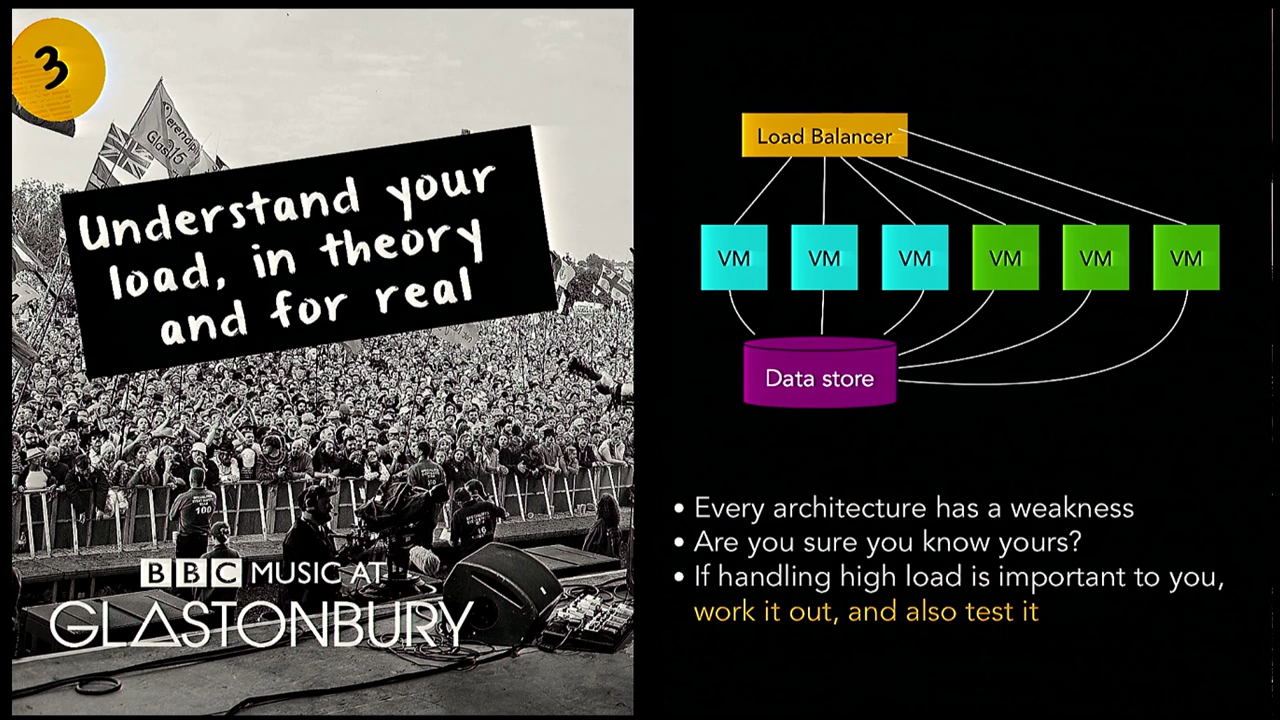 3
Understand your
load, in theory
and for real
BBC MUSIC AT
GLASTONBURY
Load Balancer
VM VM VM VM VM VM
Data store
• Every architecture has a weakness
• Are you sure you know yours?
• If handling high load is important to you,
work it out, and also test it